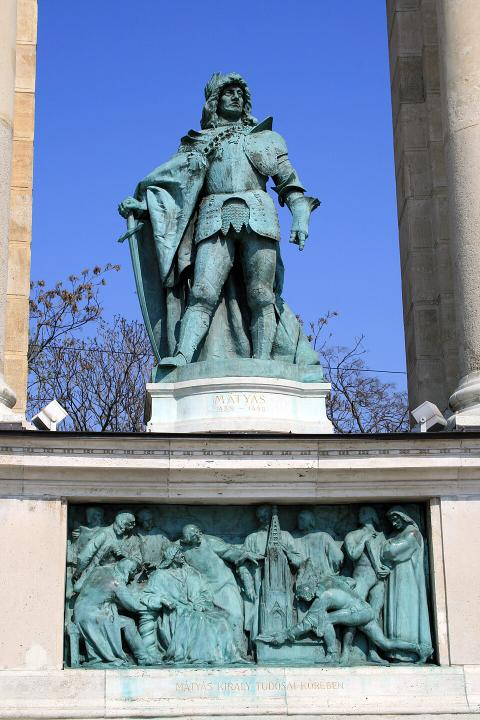 MÁTYÁS
1458 – 1490
MÁTYÁS KIRÁLY TUDÓSAI KÖRÉBEN